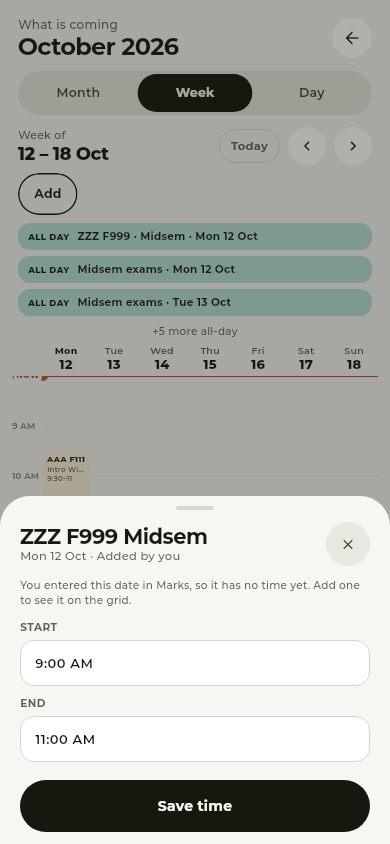 What is coming
October 2026
Month Week Day
Week of
12 – 18 Oct
Today
Add
ALL DAY ZZZ F999 · Midsem · Mon 12 Oct
ALL DAY Midsem exams · Mon 12 Oct
ALL DAY Midsem exams · Tue 13 Oct
+5 more all-day
Mon Tue Wed Thu Fri Sat Sun
12 13 14 15 16 17 18
9 AM
AAA F111
10 AM
Intro Wi...
9:30–11
ZZZ F999 Midsem
Mon 12 Oct · Added by you
You entered this date in Marks, so it has no time yet. Add one
to see it on the grid.
START
9:00 AM
END
11:00 AM
Save time